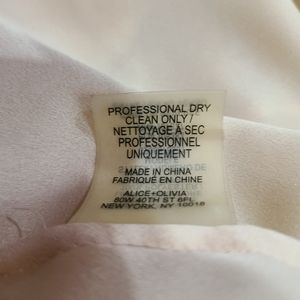 PROFESSIONAL DRY
CLEAN ONLY/
NETTOYAGE À SEC
PROFESSIONNEL
UNIQUEMENT
MADE IN CHINA
FABRIQUÉ EN CHINE
ALICE+OLIVIA
80W 40TH ST 6FL
NEW YORK, NY 10018